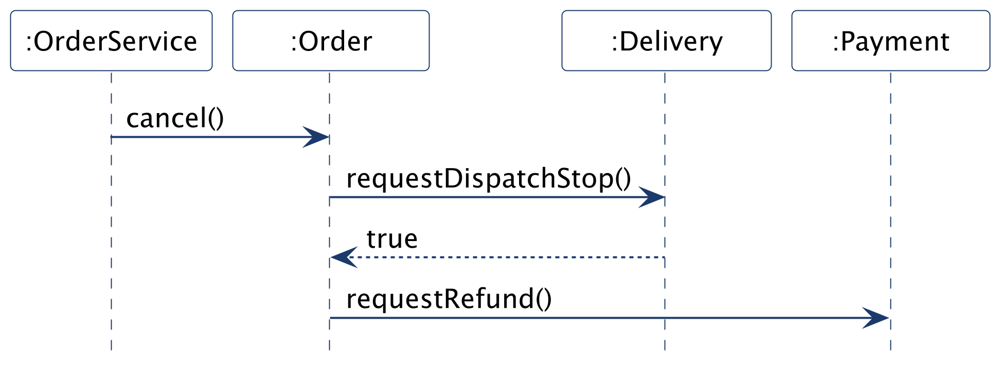 :OrderService
:Order
:Delivery
:Payment
cancel()
requestDispatchStop()
true
requestRefund()